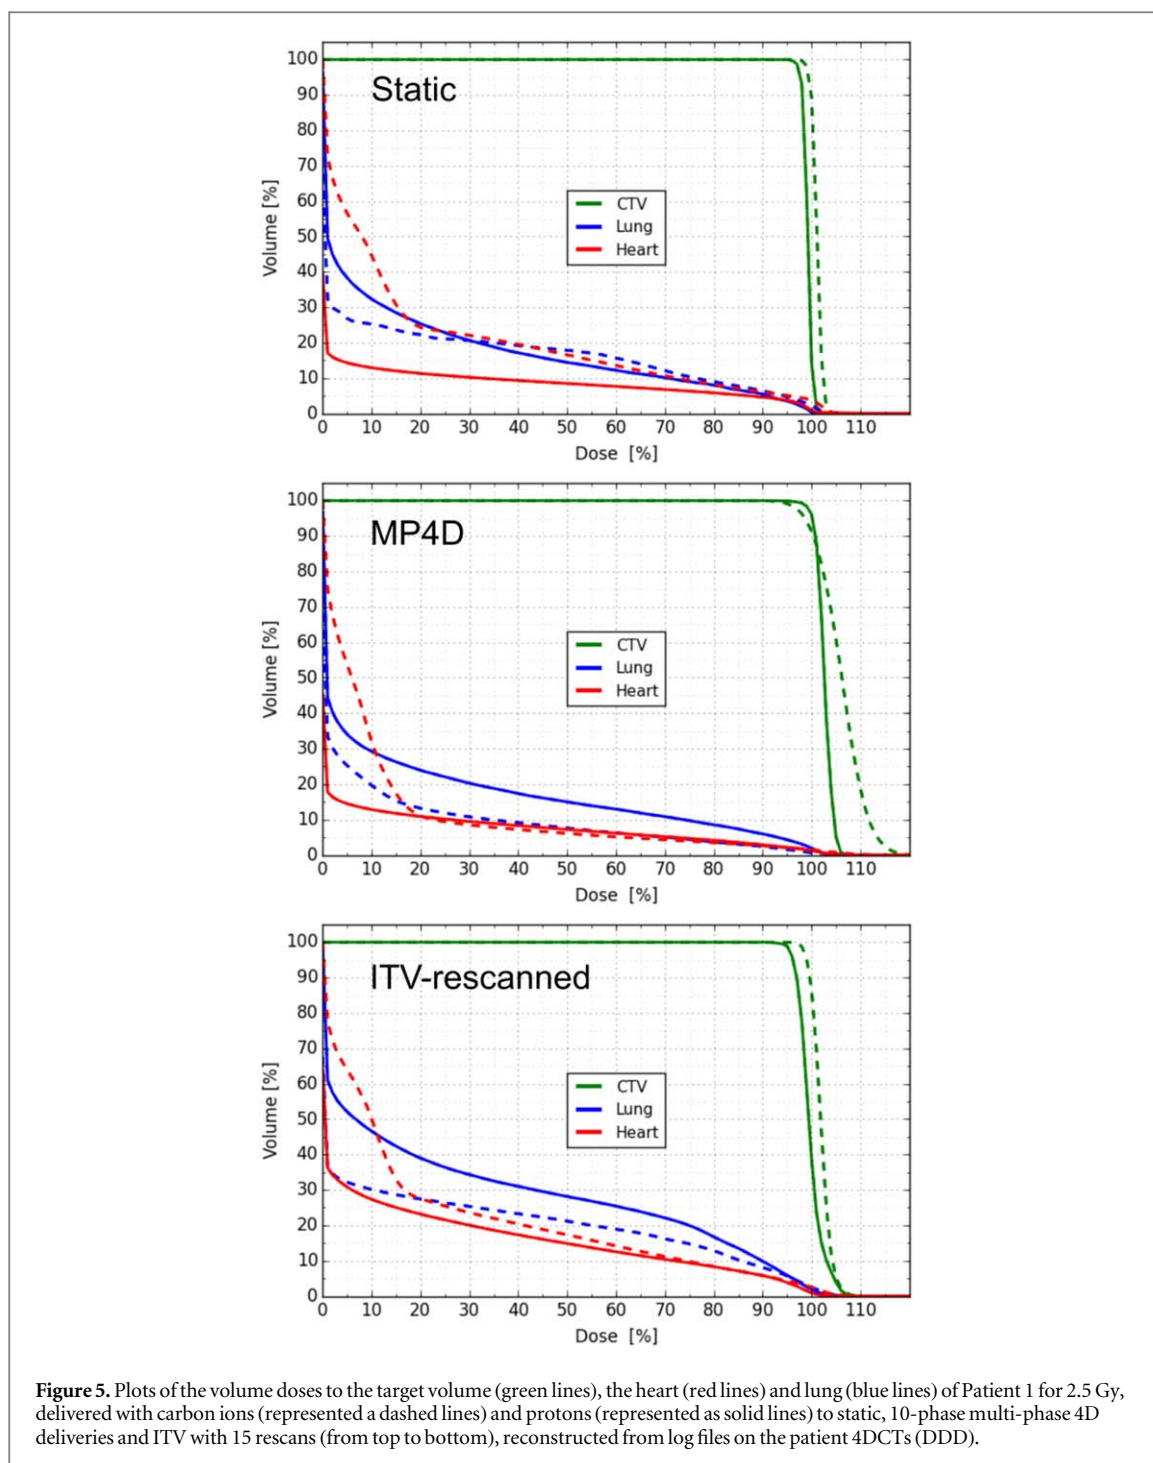 100
90
80
70
60
50
40
30
20
10
0
Volume [%]
Static
CTV
Lung
Heart
0 10 20 30 40 50 60 70 80 90 100 110
Dose [%]
100
90
80
70
60
50
40
30
20
10
0
Volume [%]
MP4D
CTV
Lung
Heart
0 10 20 30 40 50 60 70 80 90 100 110
Dose [%]
100
90
80
70
60
50
40
30
20
10
0
Volume [%]
ITV-rescanned
CTV
Lung
Heart
0 10 20 30 40 50 60 70 80 90 100 110
Dose [%]
Figure 5. Plots of the volume doses to the target volume (green lines), the heart (red lines) and lung (blue lines) of Patient 1 for 2.5 Gy,
delivered with carbon ions (represented a dashed lines) and protons (represented as solid lines) to static, 10-phase multi-phase 4D
deliveries and ITV with 15 rescans (from top to bottom), reconstructed from log files on the patient 4DCTs (DDD).